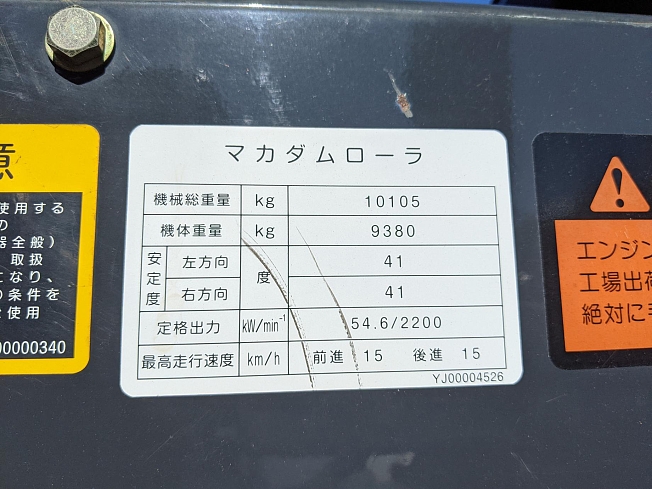 意
使用する
の
器全般)
取扱
になり、
の条件を
使用
00000340
マカダムローラ
機械総重量 kg 10105
機体重量 kg 9380
安定度 左方向 度 41
右方向 41
定格出力 kW/min⁻¹ 54.6/2200
最高走行速度 km/h 前進 15 後進 15
YJ00004526
エンジン
工場出荷
絶対に